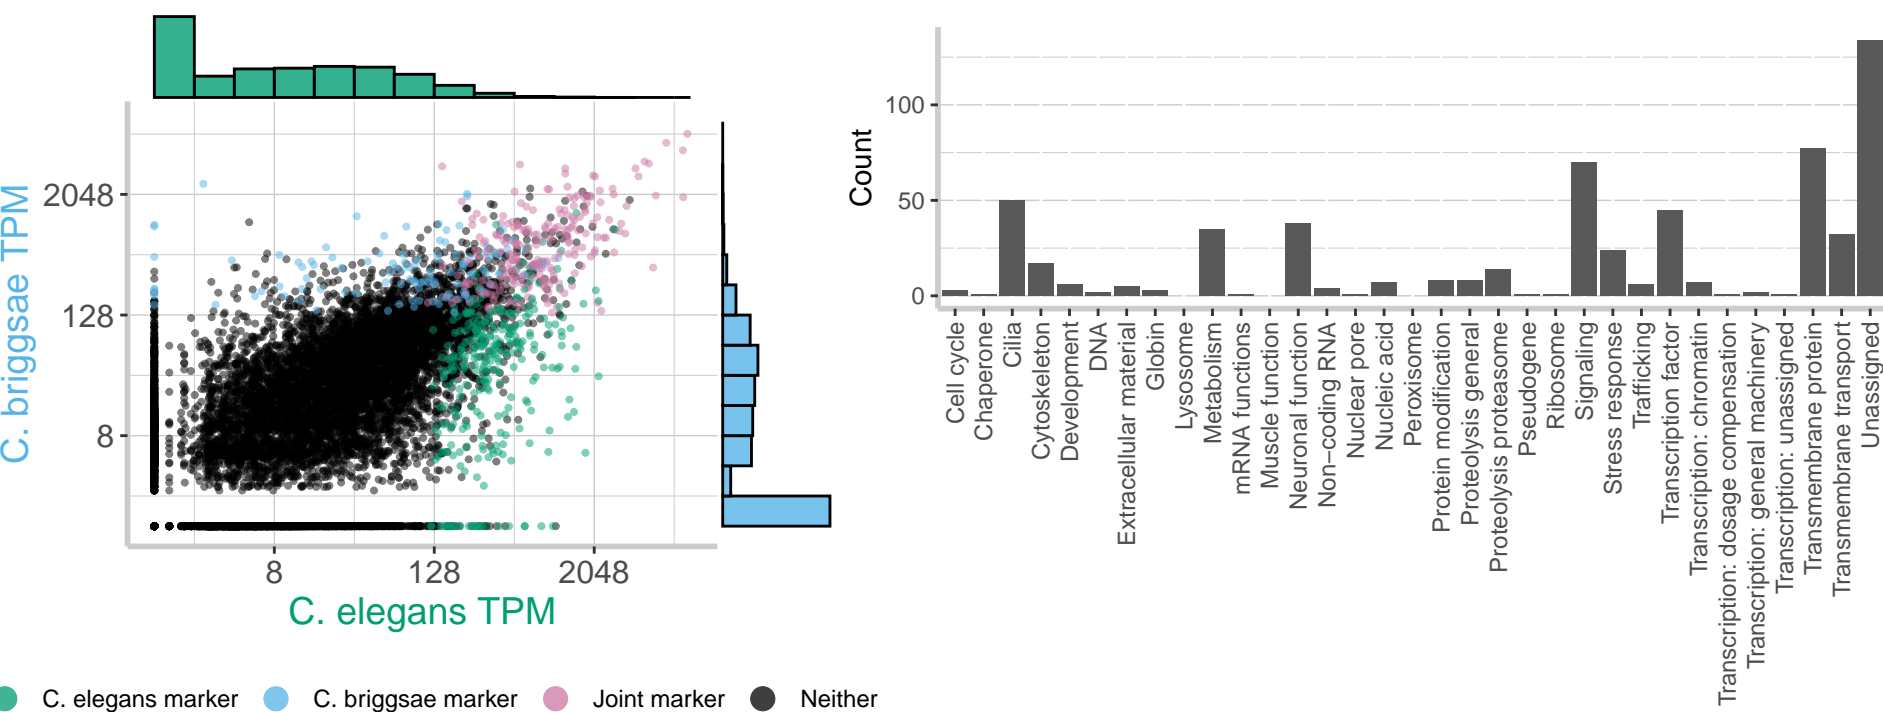 C. briggsae TPM
2048
128
8
8
128
2048
C. elegans TPM
C. elegans marker
C. briggsae marker
Joint marker
Neither
Count
100
50
0
Cell cycle
Chaperone
Cilia
Cytoskeleton
Development
DNA
Extracellular material
Globin
Lysosome
Metabolism
mRNA functions
Muscle function
Neuronal function
Non−coding RNA
Nuclear pore
Nucleic acid
Peroxisome
Protein modification
Proteolysis general
Proteolysis proteasome
Pseudogene
Ribosome
Signaling
Stress response
Trafficking
Transcription factor
Transcription: chromatin
Transcription: dosage compensation
Transcription: general machinery
Transcription: unassigned
Transmembrane protein
Transmembrane transport
Unassigned